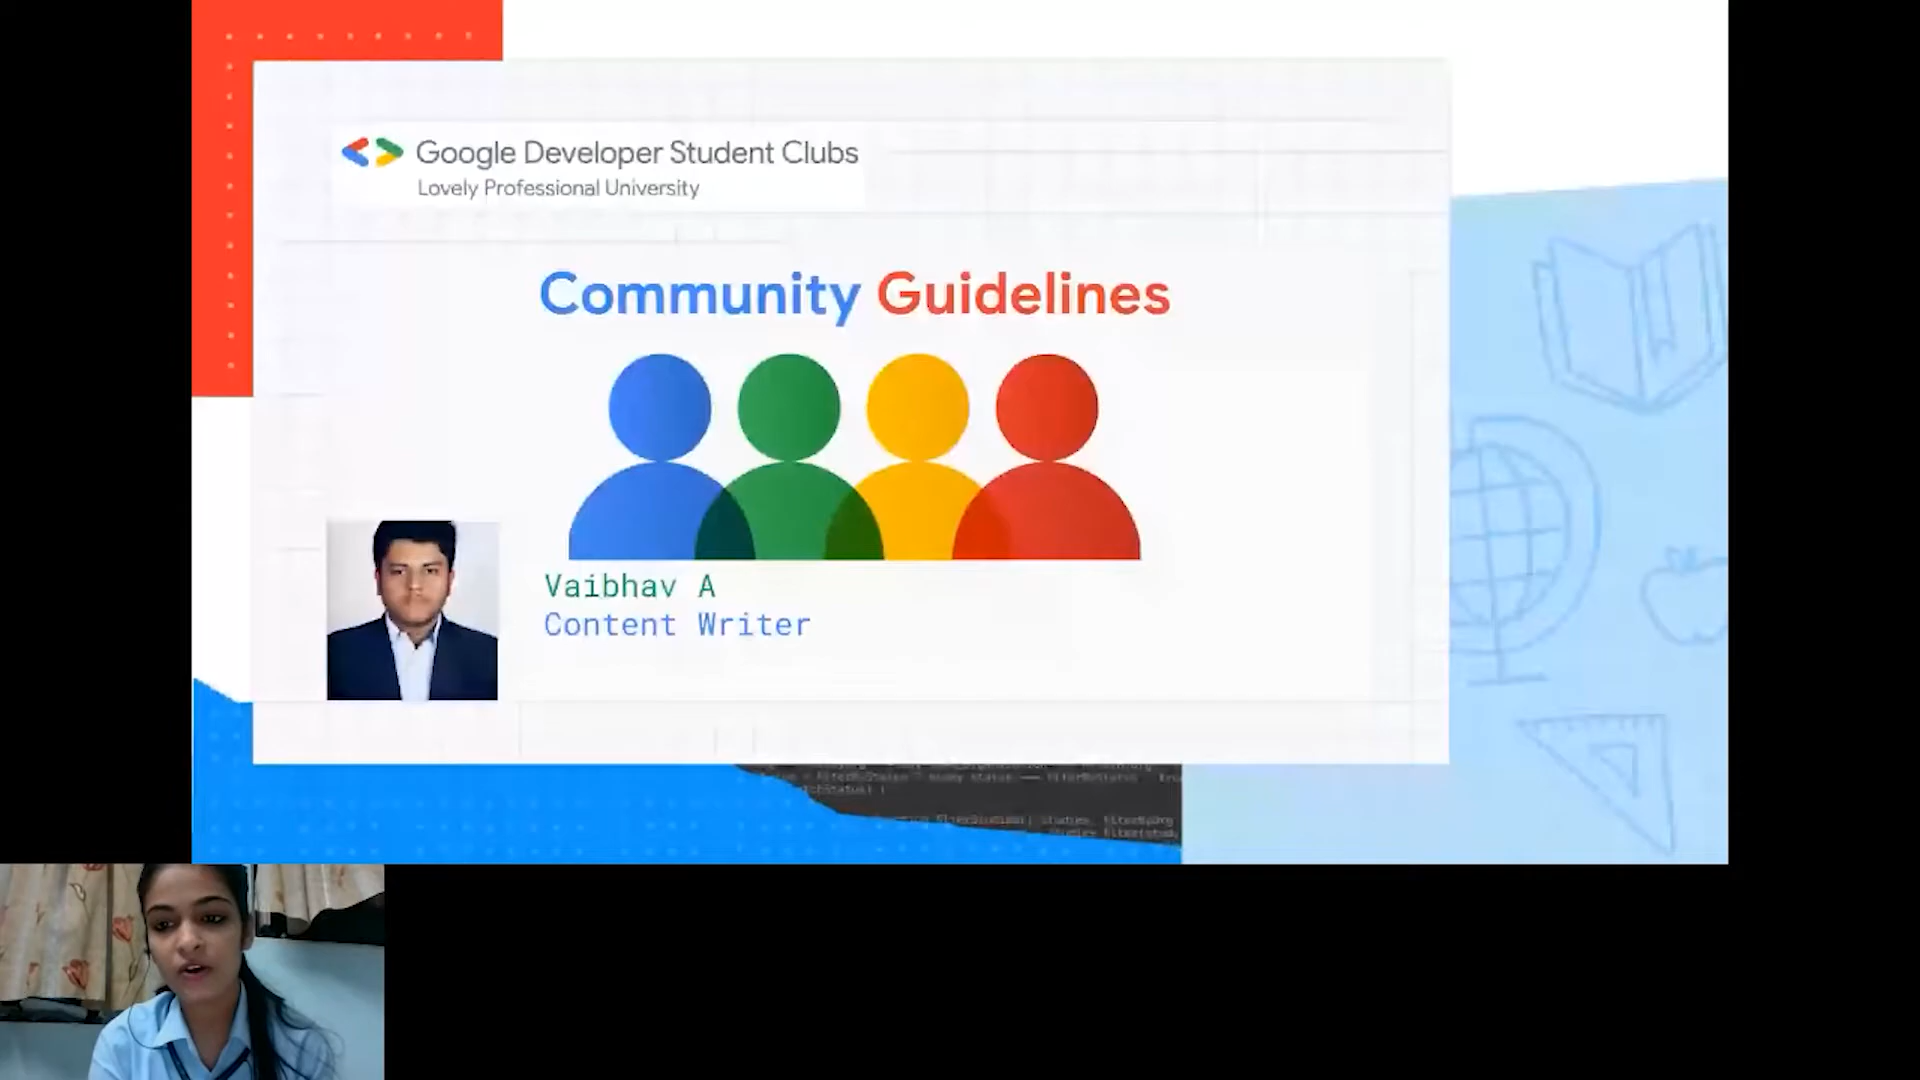 Google Developer Student Clubs
Lovely Professional University
Community Guidelines
Vaibhav A
Content Writer